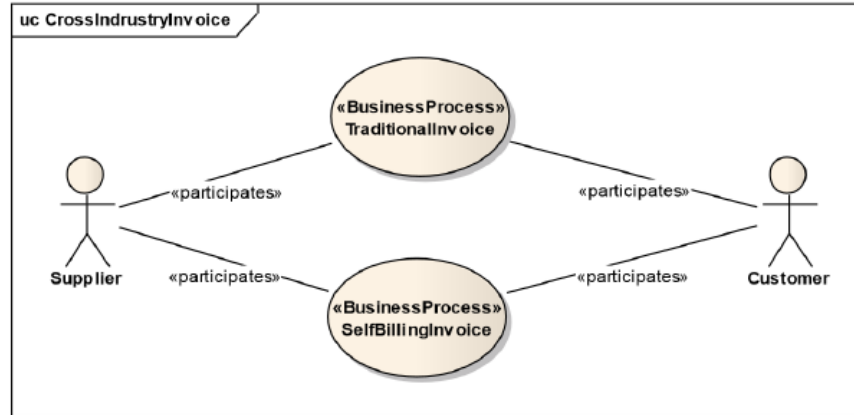 uc CrossIndrustryInvoice
«BusinessProcess»
TraditionalInvoice
«participates»
«participates»
Supplier
Customer
«participates»
«participates»
«BusinessProcess»
SelfBillingInvoice